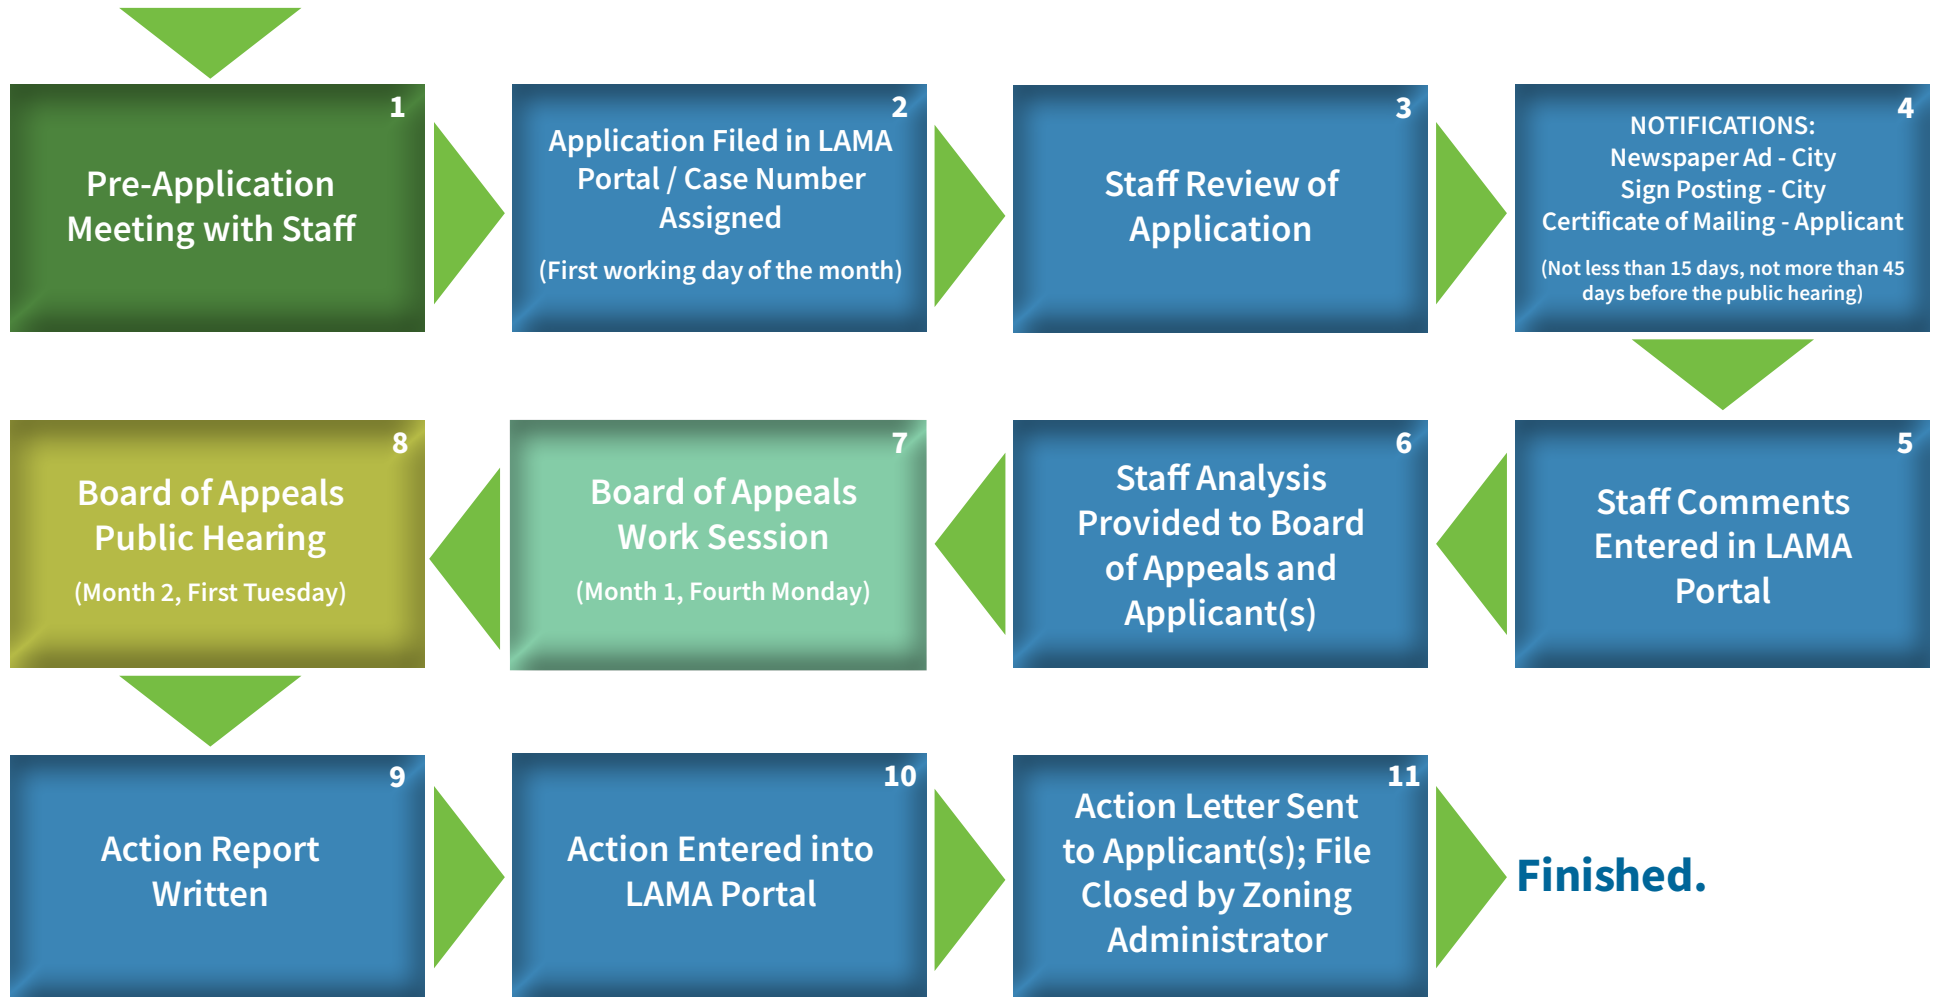 1
Pre-Application
Meeting with Staff
2
Application Filed in LAMA
Portal / Case Number
Assigned
(First working day of the month)
3
Staff Review of
Application
4
NOTIFICATIONS:
Newspaper Ad - City
Sign Posting - City
Certificate of Mailing - Applicant
(Not less than 15 days, not more than 45
days before the public hearing)
5
Staff Comments
Entered in LAMA
Portal
6
Staff Analysis
Provided to Board
of Appeals and
Applicant(s)
7
Board of Appeals
Work Session
(Month 1, Fourth Monday)
8
Board of Appeals
Public Hearing
(Month 2, First Tuesday)
9
Action Report
Written
10
Action Entered into
LAMA Portal
11
Action Letter Sent
to Applicant(s); File
Closed by Zoning
Administrator
Finished.